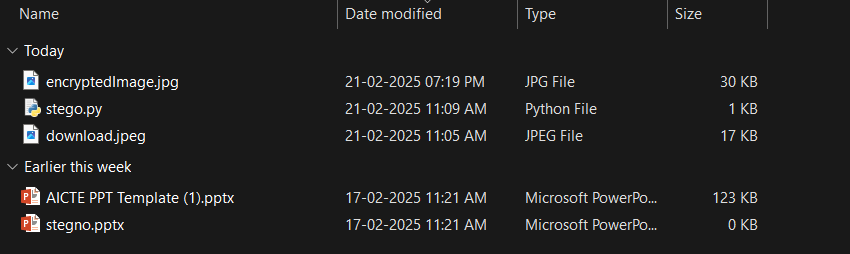 Name Date modified Type Size
Today
encryptedImage.jpg 21-02-2025 07:19 PM JPG File 30 KB
stego.py 21-02-2025 11:09 AM Python File 1 KB
download.jpeg 21-02-2025 11:05 AM JPEG File 17 KB
Earlier this week
AICTE PPT Template (1).pptx 17-02-2025 11:21 AM Microsoft PowerPo... 123 KB
stegno.pptx 17-02-2025 11:21 AM Microsoft PowerPo... 0 KB